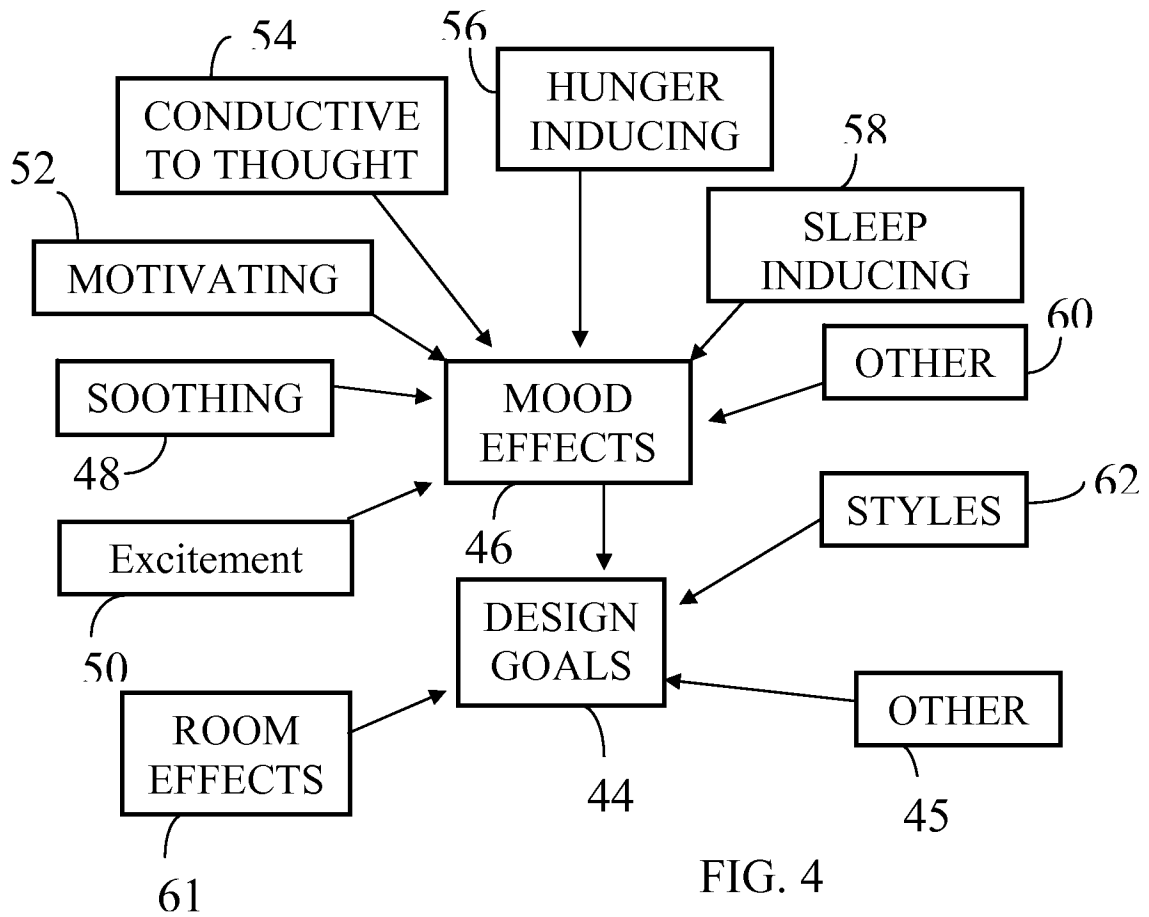 54
CONDUCTIVE
TO THOUGHT
56
HUNGER
INDUCING
58
SLEEP
INDUCING
52
MOTIVATING
60
OTHER
SOOTHING
48
MOOD
EFFECTS
46
62
STYLES
Excitement
50
DESIGN
GOALS
44
ROOM
EFFECTS
61
OTHER
45
FIG. 4